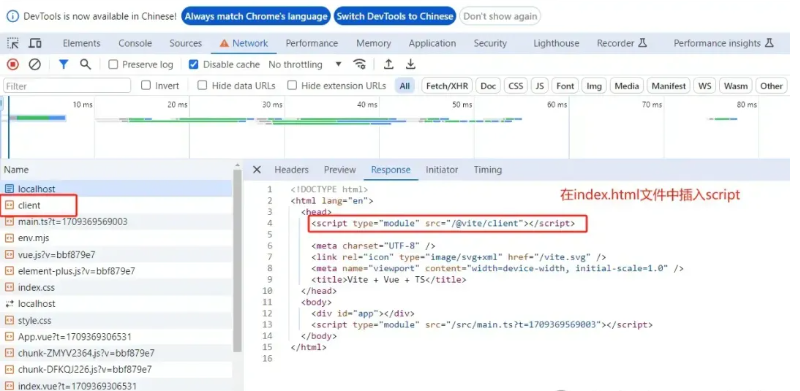 DevTools is now available in Chinese! Always match Chrome's language Switch DevTools to Chinese Don't show again
Elements Console Sources Network Performance Memory Application Security Lighthouse Recorder Performance insights
Preserve log Disable cache No throttling
Filter Invert Hide data URLs Hide extension URLs All Fetch/XHR Doc CSS JS Font Img Media Manifest WS Wasm Other
10 ms 20 ms 30 ms 40 ms 50 ms 60 ms 70 ms 80 ms
Name
localhost
client
main.ts?t=1709369569003
env.mjs
vue.js?v=bbf879e7
element-plus.js?v=bbf879e7
index.css
localhost
style.css
App.vue?t=1709369306531
chunk-ZMYV2364.js?v=bbf879e7
chunk-DFKQJ226.js?v=bbf879e7
index.vue?t=1709369306531
Headers Preview Response Initiator Timing
在index.html文件中插入script
1 <!DOCTYPE html>
2 <html lang="en">
3 <head>
4 <script type="module" src="/@vite/client"></script>
5
6 <meta charset="UTF-8" />
7 <link rel="icon" type="image/svg+xml" href="/vite.svg" />
8 <meta name="viewport" content="width=device-width, initial-scale=1.0" />
9 <title>Vite + Vue + TS</title>
10 </head>
11 <body>
12 <div id="app"></div>
13 <script type="module" src="/src/main.ts?t=1709369569003"></script>
14 </body>
15 </html>
16